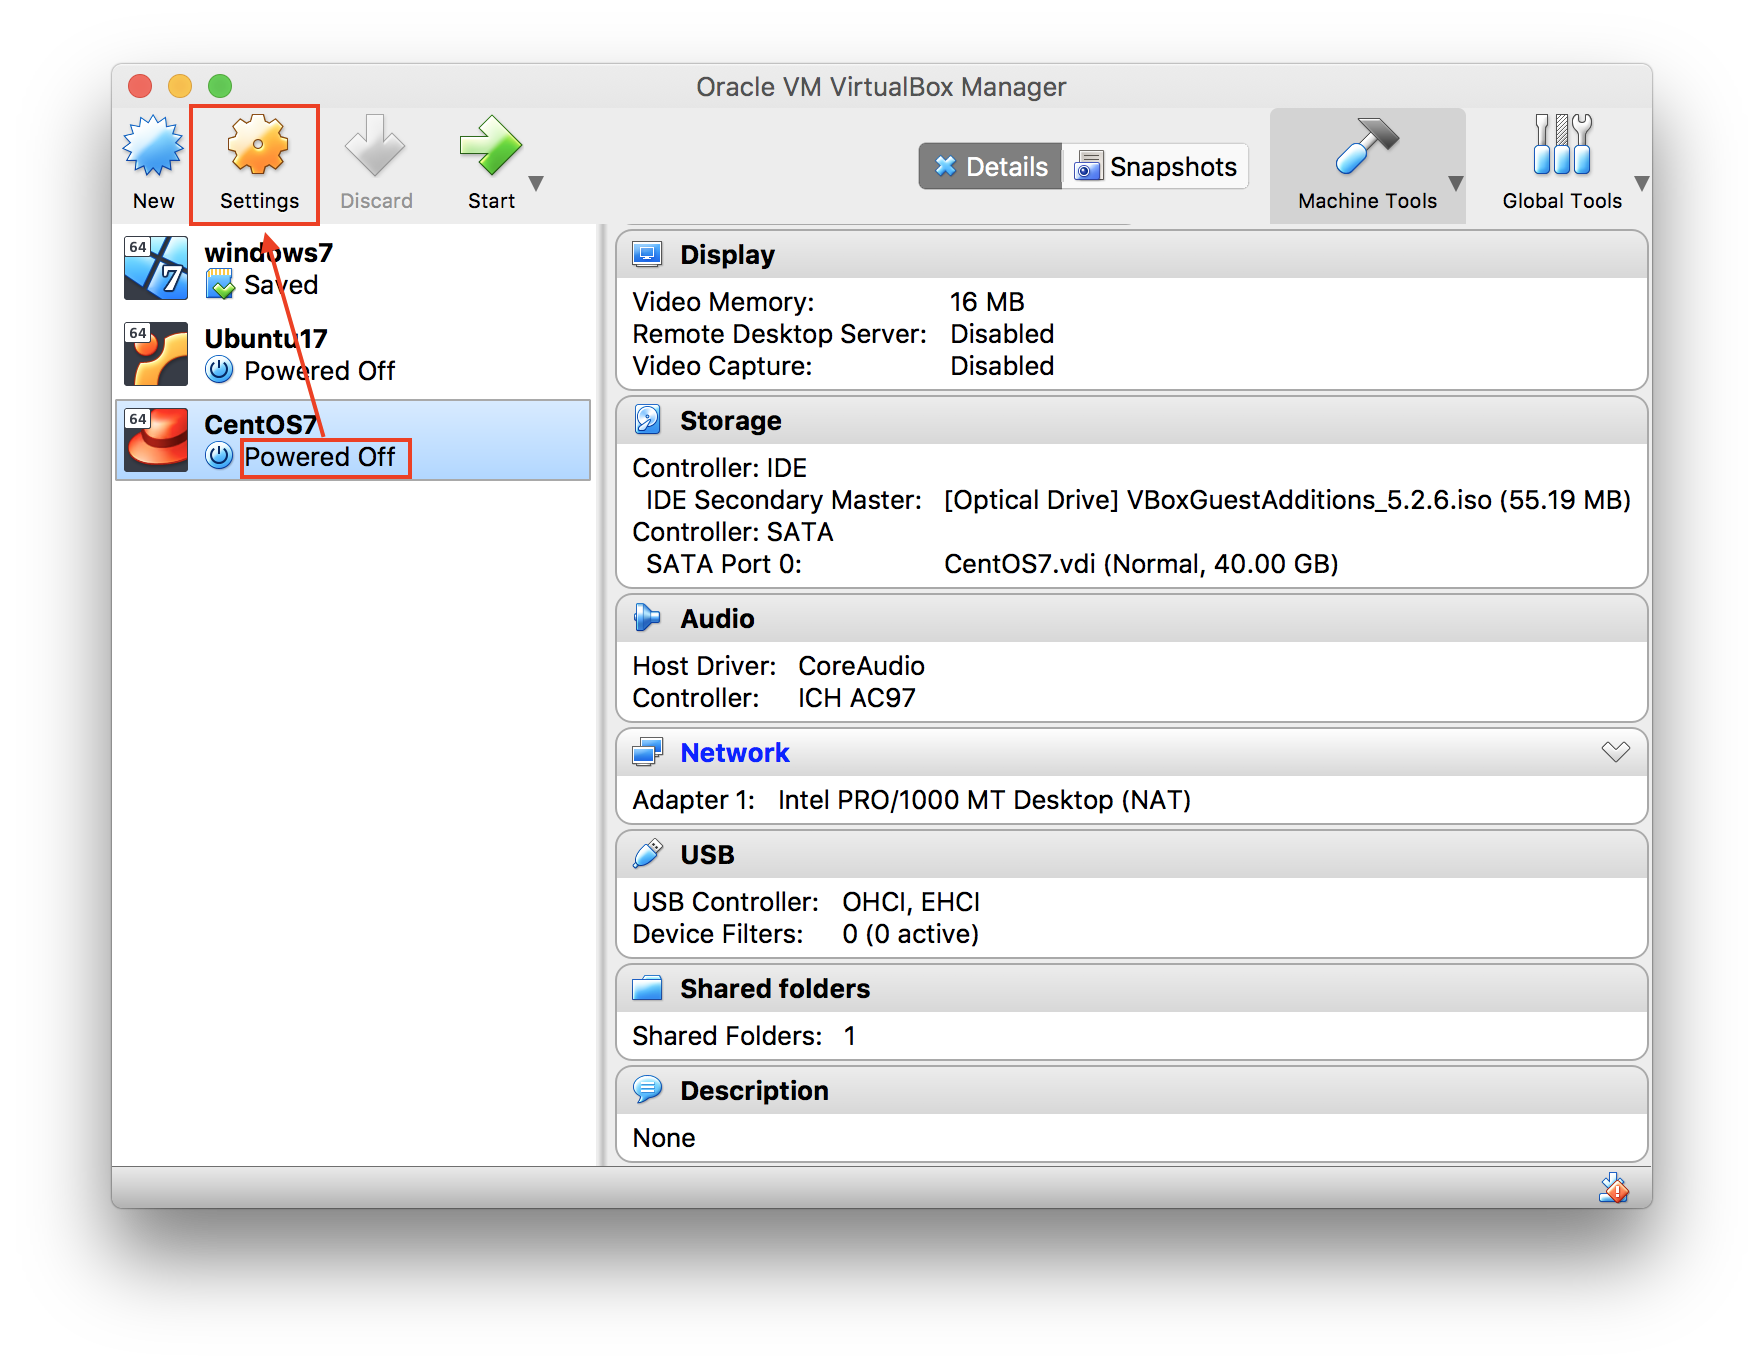 Oracle VM VirtualBox Manager
New
Settings
Discard
Start
Details
Snapshots
Machine Tools
Global Tools
64
7
windows7
Saved
64
Ubuntu17
Powered Off
64
CentOS7
Powered Off
Display
Video Memory: 16 MB
Remote Desktop Server: Disabled
Video Capture: Disabled
Storage
Controller: IDE
IDE Secondary Master: [Optical Drive] VBoxGuestAdditions_5.2.6.iso (55.19 MB)
Controller: SATA
SATA Port 0: CentOS7.vdi (Normal, 40.00 GB)
Audio
Host Driver: CoreAudio
Controller: ICH AC97
Network
Adapter 1: Intel PRO/1000 MT Desktop (NAT)
USB
USB Controller: OHCI, EHCI
Device Filters: 0 (0 active)
Shared folders
Shared Folders: 1
Description
None